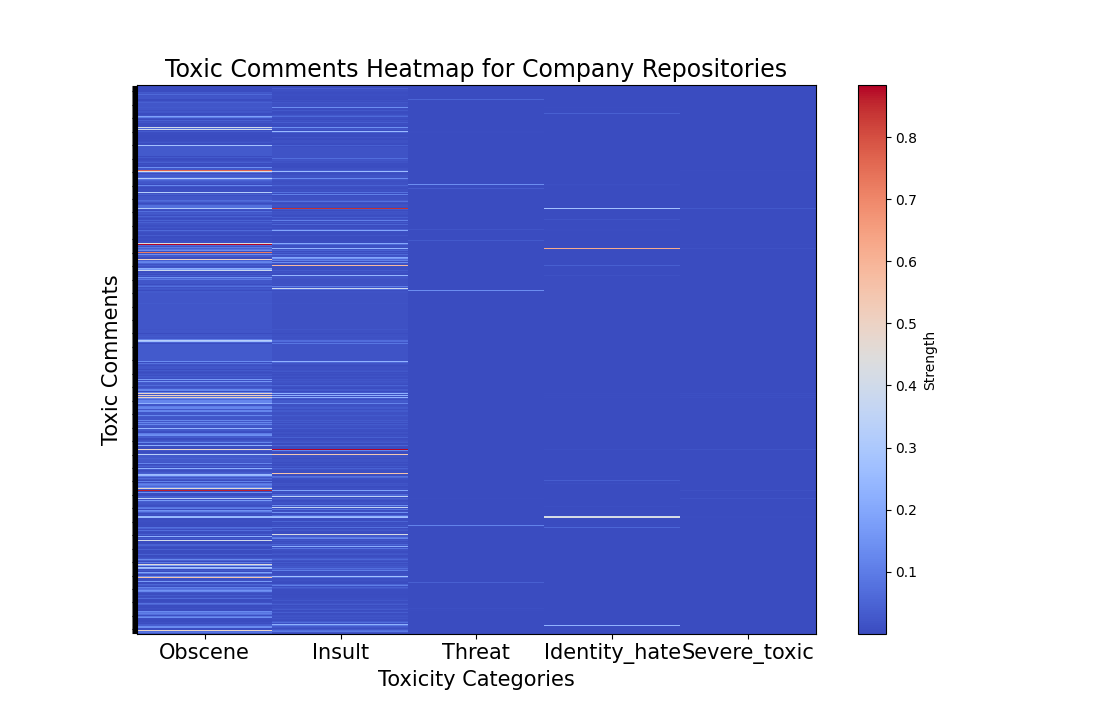 Toxic Comments Heatmap for Company Repositories
Toxic Comments
0.8
0.7
0.6
0.5
0.4
0.3
0.2
0.1
Strength
Obscene Insult Threat Identity_hate Severe_toxic
Toxicity Categories